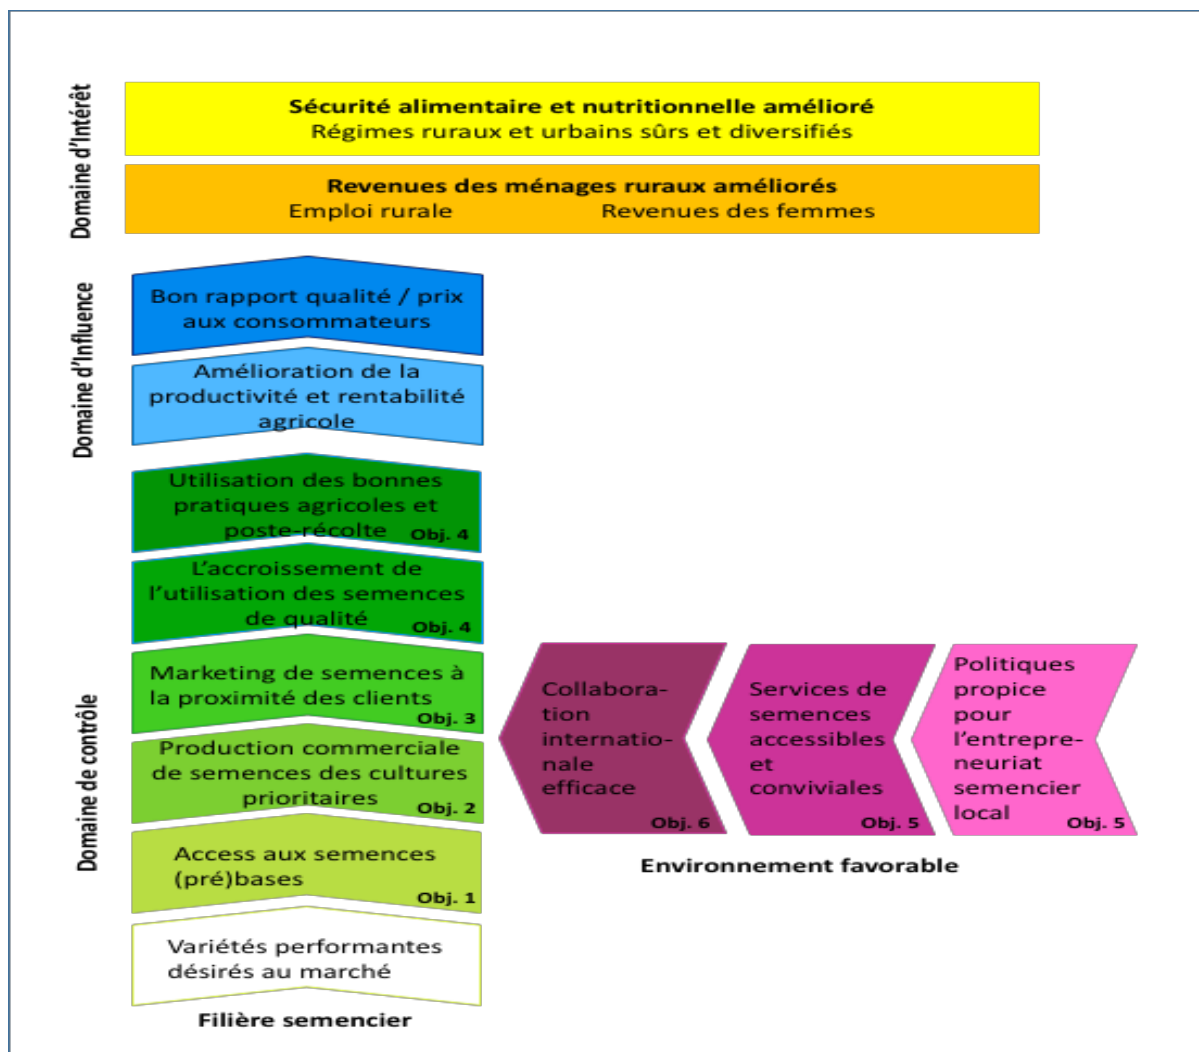 Domaine d’Intérêt
Sécurité alimentaire et nutritionnelle amélioré
Régimes ruraux et urbains sûrs et diversifiés
Revenues des ménages ruraux améliorés
Emploi rurale Revenues des femmes
Domaine d’Influence
Bon rapport qualité / prix
aux consommateurs
Amélioration de la
productivité et rentabilité
agricole
Domaine de contrôle
Utilisation des bonnes
pratiques agricoles et
poste-récolte
Obj. 4
L’accroissement de
l’utilisation des semences
de qualité
Obj. 4
Marketing de semences à
la proximité des clients
Obj. 3
Production commerciale
de semences des cultures
prioritaires
Obj. 2
Access aux semences
(pré)bases
Obj. 1
Variétés performantes
désirés au marché
Filière semencier
Collabora-
tion
internatio-
nale
efficace
Obj. 6
Services de
semences
accessibles
et
conviviales
Obj. 5
Politiques
propice
pour
l’entrepre-
neuriat
semencier
local
Obj. 5
Environnement favorable